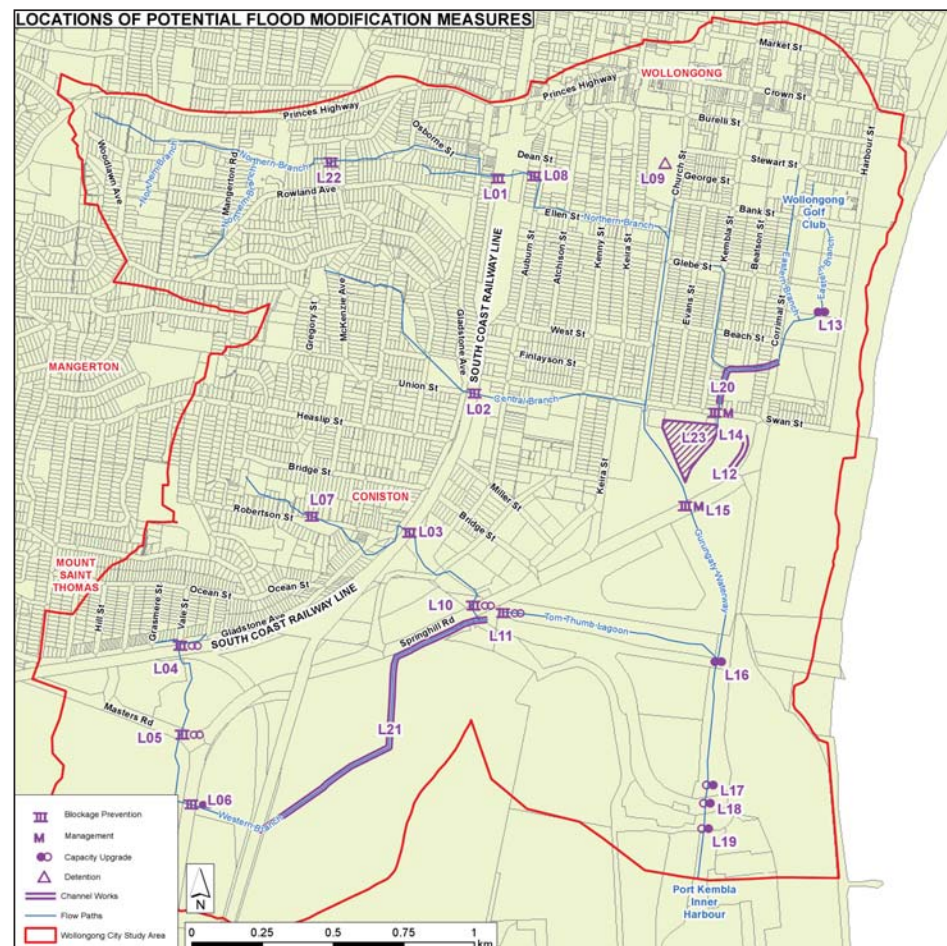 LOCATIONS OF POTENTIAL FLOOD MODIFICATION MEASURES
Market St
WOLLONGONG
Princes Highway
Crown St
Princes Highway
Burelli St
Harbour St
Osborne St
Dean St
Stewart St
Woodlawn Ave
Northern Branch
Mangerton Rd
Northern Branch
Northern Branch
L22
Rowland Ave
L01
L08
L09
Church St
George St
Bank St
Wollongong
Golf
Club
Ellen St
Northern Branch
Kembla St
Beatson St
Auburn St
Atchison St
Kenny St
Keira St
Glebe St
Eastern Branch
Eastern Branch
SOUTH COAST RAILWAY LINE
Gregory St
McKenzie Ave
Gladstone Ave
West St
Evans St
Beach St
Corrimal St
L13
MANGERTON
Finlayson St
Union St
L02
Central Branch
L20
Swan St
Heaslip St
L14
L23
L12
Bridge St
Keira St
L07
CONISTON
Robertson St
Miller St
L15
L03
Bridge St
Gurungaty Waterway
MOUNT
SAINT
THOMAS
Ocean St
Ocean St
Hill St
Grasmere St
Vale St
Gladstone Ave
SOUTH COAST RAILWAY LINE
L10
L11
Tom Thumb Lagoon
Springhill Rd
L04
L16
Masters Rd
L05
L21
L17
L06
L18
Western Branch
L19
Port Kembla
Inner
Harbour
III Blockage Prevention
M Management
Capacity Upgrade
Detention
Channel Works
Flow Paths
Wollongong City Study Area
N
0 0.25 0.5 0.75 1
km